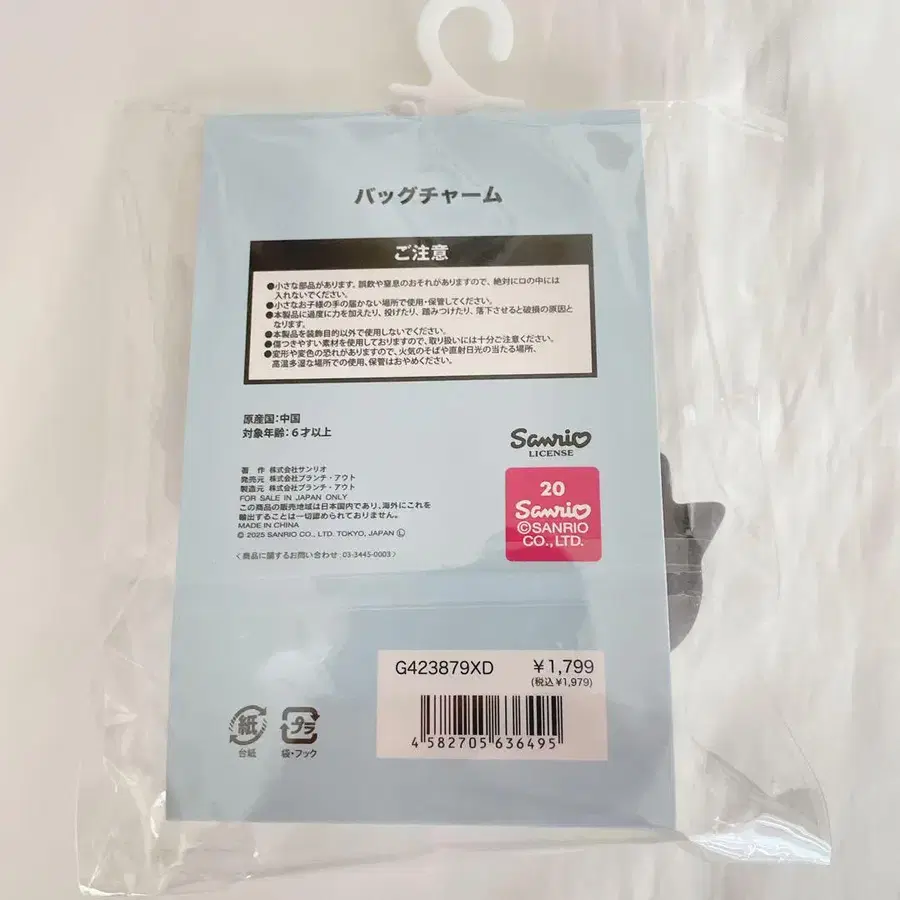 バッグチャーム
ご注意
●小さな部品があります。誤飲や窒息のおそれがありますので、絶対に口の中には
入れないでください。
●小さなお子様の手の届かない場所で使用・保管してください。
●本製品に過度に力を加えたり、投げたり、踏みつけたり、落下させると破損の原因と
なります。
●本製品を装飾目的以外で使用しないでください。
●傷つきやすい素材を使用しておりますので、取り扱いには十分ご注意ください。
●変形や変色の恐れがありますので、火気のそばや直射日光の当たる場所、
高温多湿な場所での使用、保管はおやめください。
原産国:中国
対象年齢:6才以上
著 作 株式会社サンリオ
発売元 株式会社ブランチ・アウト
製造元 株式会社ブランチ・アウト
FOR SALE IN JAPAN ONLY
この商品の販売地域は日本国内であり、海外にこれを
輸出することは一切認められておりません。
MADE IN CHINA
© 2025 SANRIO CO., LTD. TOKYO, JAPAN Ⓛ
〈商品に関するお問い合わせ:03-3445-0003〉
Sanrio
LICENSE
20
Sanrio
©SANRIO
CO.,LTD.
G423879XD ¥1,799
(税込¥1,979)
4 582705 636495
紙
台紙
プラ
袋・フック